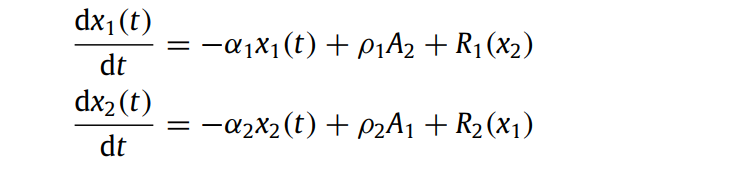 dx₁(t)/dt = −α₁x₁(t) + ρ₁A₂ + R₁(x₂)
dx₂(t)/dt = −α₂x₂(t) + ρ₂A₁ + R₂(x₁)